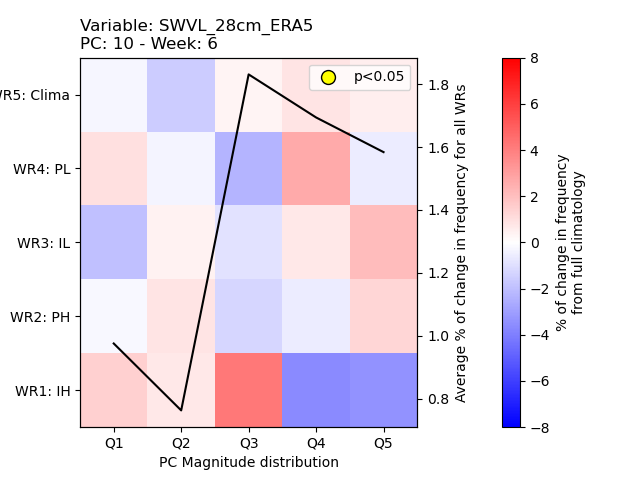 Variable: SWVL_28cm_ERA5
PC: 10 - Week: 6
p<0.05
WR5: Clima
WR4: PL
WR3: IL
WR2: PH
WR1: IH
Q1 Q2 Q3 Q4 Q5
PC Magnitude distribution
1.8
1.6
1.4
1.2
1.0
0.8
Average % of change in frequency for all WRs
8
6
4
2
0
−2
−4
−6
−8
% of change in frequency
from full climatology